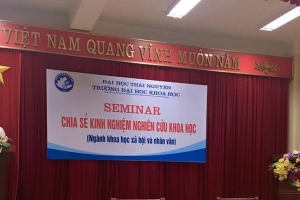 VIỆT NAM QUANG VINH MUÔN NĂM
ĐẠI HỌC THÁI NGUYÊN
TRƯỜNG ĐẠI HỌC KHOA HỌC
SEMINAR
CHIA SẺ KINH NGHIỆM NGHIÊN CỨU KHOA HỌC
(Ngành khoa học xã hội và nhân văn)